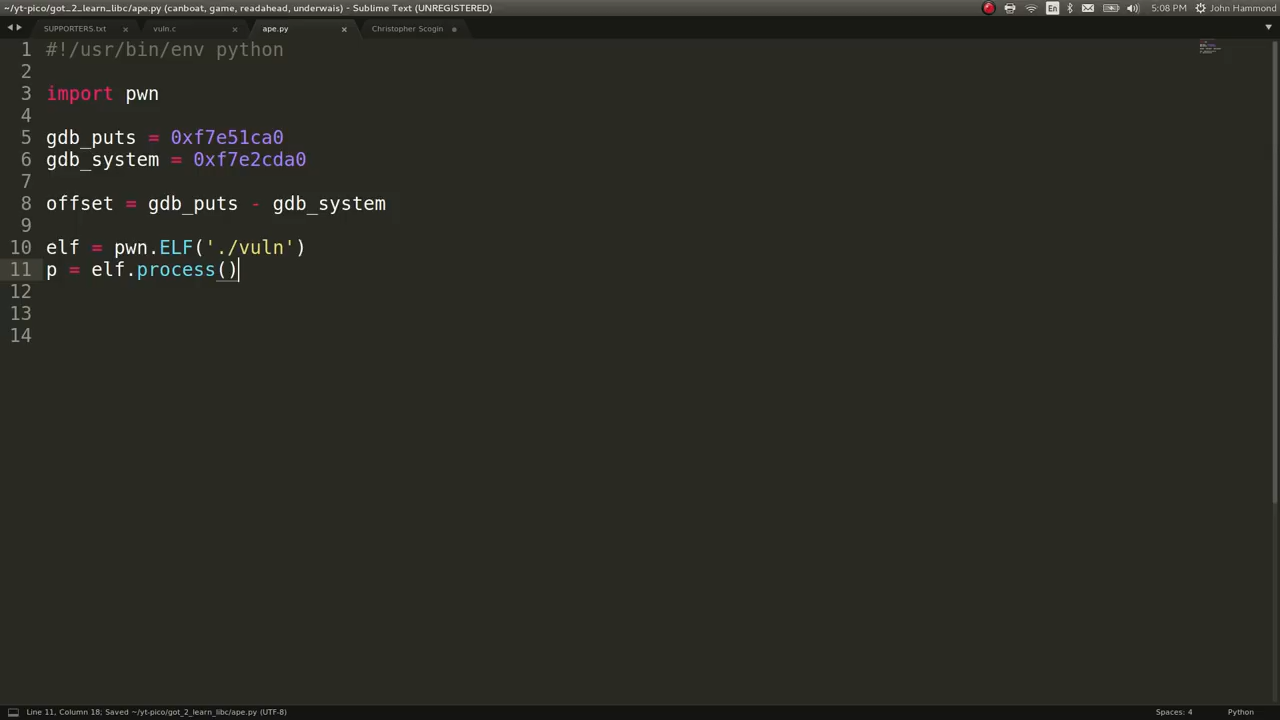 ~/yt-pico/got_2_learn_libc/ape.py (canboat, game, readahead, underwais) - Sublime Text (UNREGISTERED)
En
5:08 PM
John Hammond
SUPPORTERS.txt
vuln.c
ape.py
Christopher Scogin
1 #!/usr/bin/env python
2
3 import pwn
4
5 gdb_puts = 0xf7e51ca0
6 gdb_system = 0xf7e2cda0
7
8 offset = gdb_puts - gdb_system
9
10 elf = pwn.ELF('./vuln')
11 p = elf.process()
12
13
14
Line 11, Column 18; Saved ~/yt-pico/got_2_learn_libc/ape.py (UTF-8)
Spaces: 4
Python